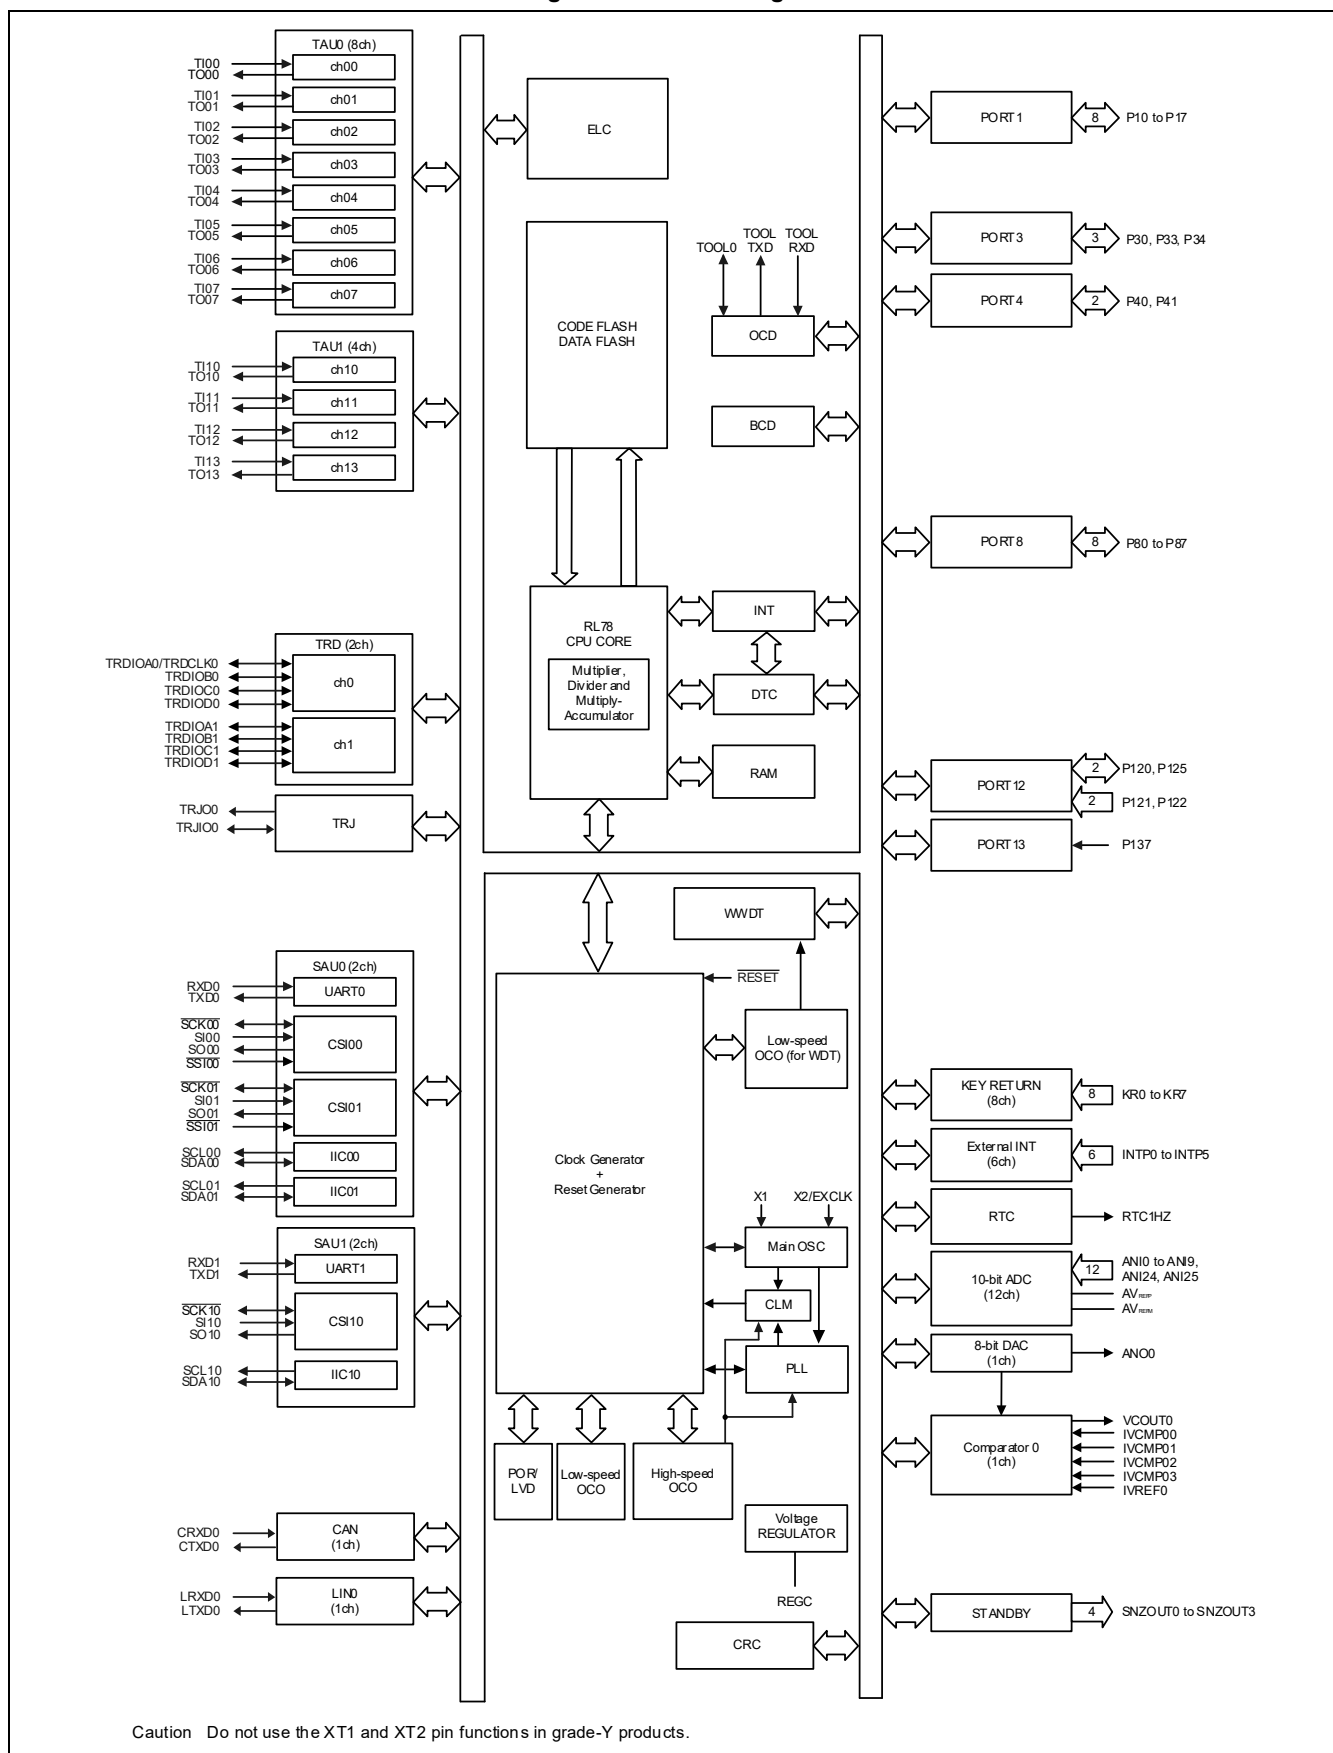 TAU0 (8ch)
TI00
TO00
ch00
TI01
TO01
ch01
TI02
TO02
ch02
TI03
TO03
ch03
TI04
TO04
ch04
TI05
TO05
ch05
TI06
TO06
ch06
TI07
TO07
ch07
TAU1 (4ch)
TI10
TO10
ch10
TI11
TO11
ch11
TI12
TO12
ch12
TI13
TO13
ch13
TRD (2ch)
TRDIOA0/TRDCLK0
TRDIOB0
TRDIOC0
TRDIOD0
ch0
TRDIOA1
TRDIOB1
TRDIOC1
TRDIOD1
ch1
TRJO0
TRJIO0
TRJ
SAU0 (2ch)
RXD0
TXD0
UART0
SCK00
SI00
SO00
SSI00
CSI00
SCK01
SI01
SO01
SSI01
CSI01
SCL00
SDA00
IIC00
SCL01
SDA01
IIC01
SAU1 (2ch)
RXD1
TXD1
UART1
SCK10
SI10
SO10
CSI10
SCL10
SDA10
IIC10
CRXD0
CTXD0
CAN
(1ch)
LRXD0
LTXD0
LIN0
(1ch)
ELC
CODE FLASH
DATA FLASH
TOOL0
TOOL
TXD
TOOL
RXD
OCD
BCD
RL78
CPU CORE
Multiplier,
Divider and
Multiply-
Accumulator
INT
DTC
RAM
WWDT
RESET
Low-speed
OCO (for WDT)
Clock Generator
+
Reset Generator
X1
X2/EXCLK
Main OSC
CLM
PLL
POR/
LVD
Low-speed
OCO
High-speed
OCO
Voltage
REGULATOR
REGC
CRC
PORT1
8
P10 to P17
PORT3
3
P30, P33, P34
PORT4
2
P40, P41
PORT8
8
P80 to P87
PORT12
2
P120, P125
2
P121, P122
PORT13
P137
KEY RETURN
(8ch)
8
KR0 to KR7
External INT
(6ch)
6
INTP0 to INTP5
RTC
RTC1HZ
10-bit ADC
(12ch)
12
ANI0 to ANI9,
ANI24, ANI25
AVREFP
AVREFM
8-bit DAC
(1ch)
ANO0
Comparator 0
(1ch)
VCOUT0
IVCMP00
IVCMP01
IVCMP02
IVCMP03
IVREF0
STANDBY
4
SNZOUT0 to SNZOUT3
Caution Do not use the XT1 and XT2 pin functions in grade-Y products.